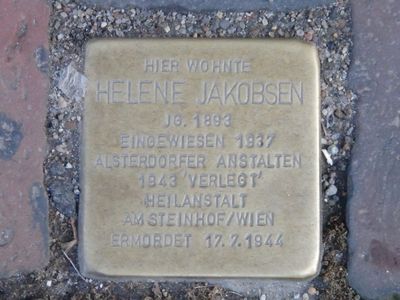 HIER WOHNTE
HELENE JAKOBSEN
JG. 1893
EINGEWIESEN 1937
ALSTERDORFER ANSTALTEN
1943 'VERLEGT'
HEILANSTALT
AM STEINHOF/WIEN
ERMORDET 17.7.1944